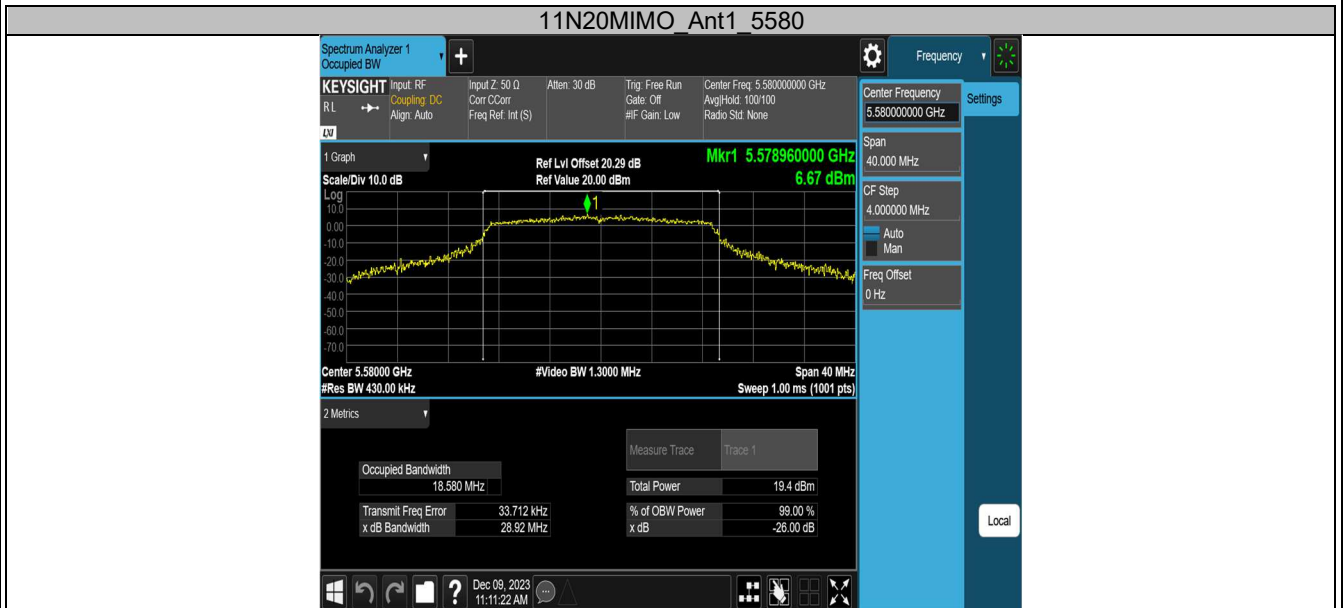 11N20MIMO_Ant1_5580
Spectrum Analyzer 1
Occupied BW
+
Frequency
KEYSIGHT
RL
LXI
Input: RF
Coupling: DC
Align: Auto
Input Z: 50 Ω
Corr CCorr
Freq Ref: Int (S)
Atten: 30 dB
Trig: Free Run
Gate: Off
#IF Gain: Low
Center Freq: 5.580000000 GHz
Avg|Hold: 100/100
Radio Std: None
Center Frequency
5.580000000 GHz
Settings
Span
40.000 MHz
CF Step
4.000000 MHz
Auto
Man
Freq Offset
0 Hz
1 Graph
Scale/Div 10.0 dB
Ref Lvl Offset 20.29 dB
Ref Value 20.00 dBm
Mkr1 5.578960000 GHz
6.67 dBm
Log
10.0
0.00
-10.0
-20.0
-30.0
-40.0
-50.0
-60.0
-70.0
1
Center 5.58000 GHz
#Video BW 1.3000 MHz
Span 40 MHz
#Res BW 430.00 kHz
Sweep 1.00 ms (1001 pts)
2 Metrics
Measure Trace Trace 1
Occupied Bandwidth
18.580 MHz
Total Power 19.4 dBm
Transmit Freq Error 33.712 kHz
% of OBW Power 99.00 %
x dB Bandwidth 28.92 MHz
x dB -26.00 dB
Local
?
Dec 09, 2023
11:11:22 AM